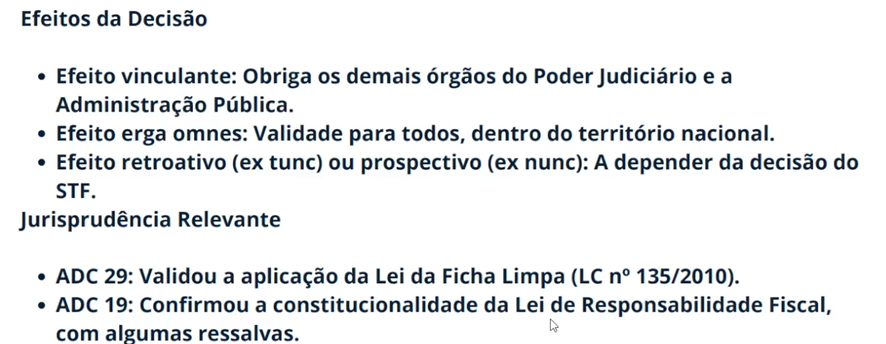 Efeitos da Decisão
• Efeito vinculante: Obriga os demais órgãos do Poder Judiciário e a
Administração Pública.
• Efeito erga omnes: Validade para todos, dentro do território nacional.
• Efeito retroativo (ex tunc) ou prospectivo (ex nunc): A depender da decisão do
STF.
Jurisprudência Relevante
• ADC 29: Validou a aplicação da Lei da Ficha Limpa (LC nº 135/2010).
• ADC 19: Confirmou a constitucionalidade da Lei de Responsabilidade Fiscal,
com algumas ressalvas.